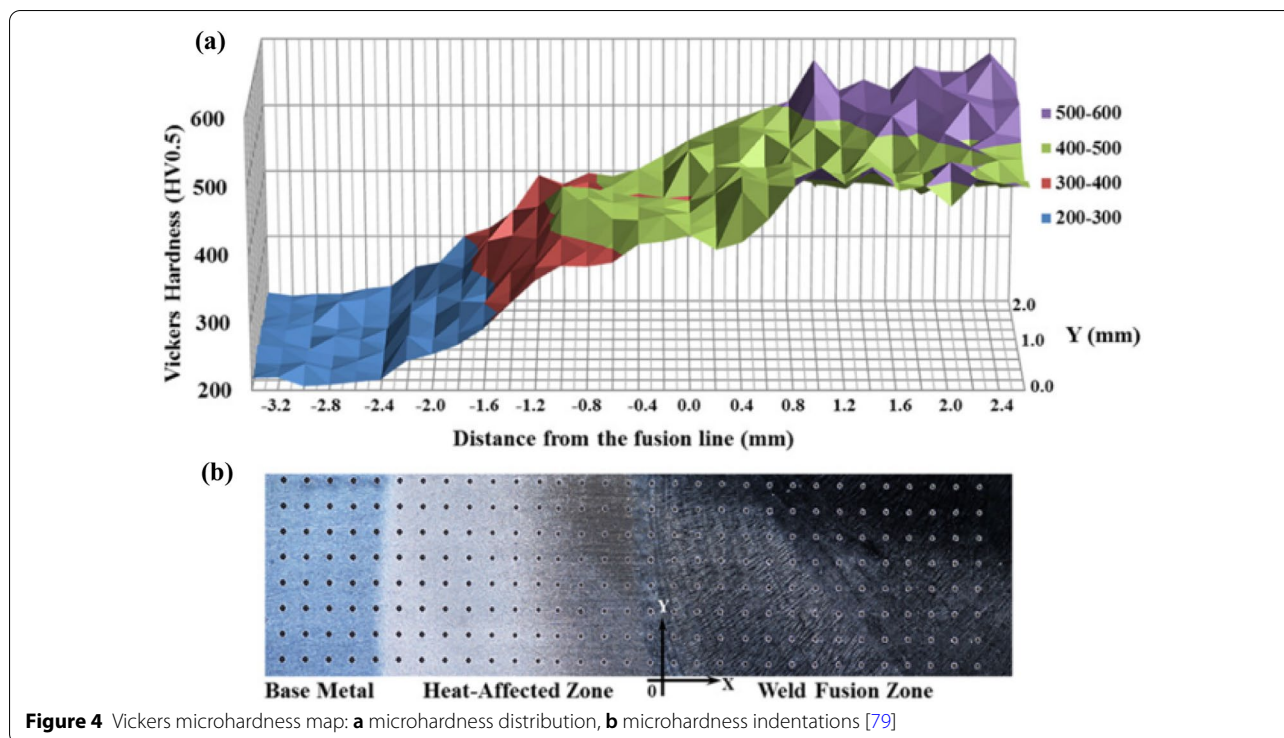 (a)
Vickers Hardness (HV0.5)
600
500
400
300
200
500-600
400-500
300-400
200-300
2.0
1.0
0.0
Y (mm)
-3.2 -2.8 -2.4 -2.0 -1.6 -1.2 -0.8 -0.4 0.0 0.4 0.8 1.2 1.6 2.0 2.4
Distance from the fusion line (mm)
(b)
Y
0 X
Base Metal Heat-Affected Zone Weld Fusion Zone
Figure 4 Vickers microhardness map: a microhardness distribution, b microhardness indentations [79]